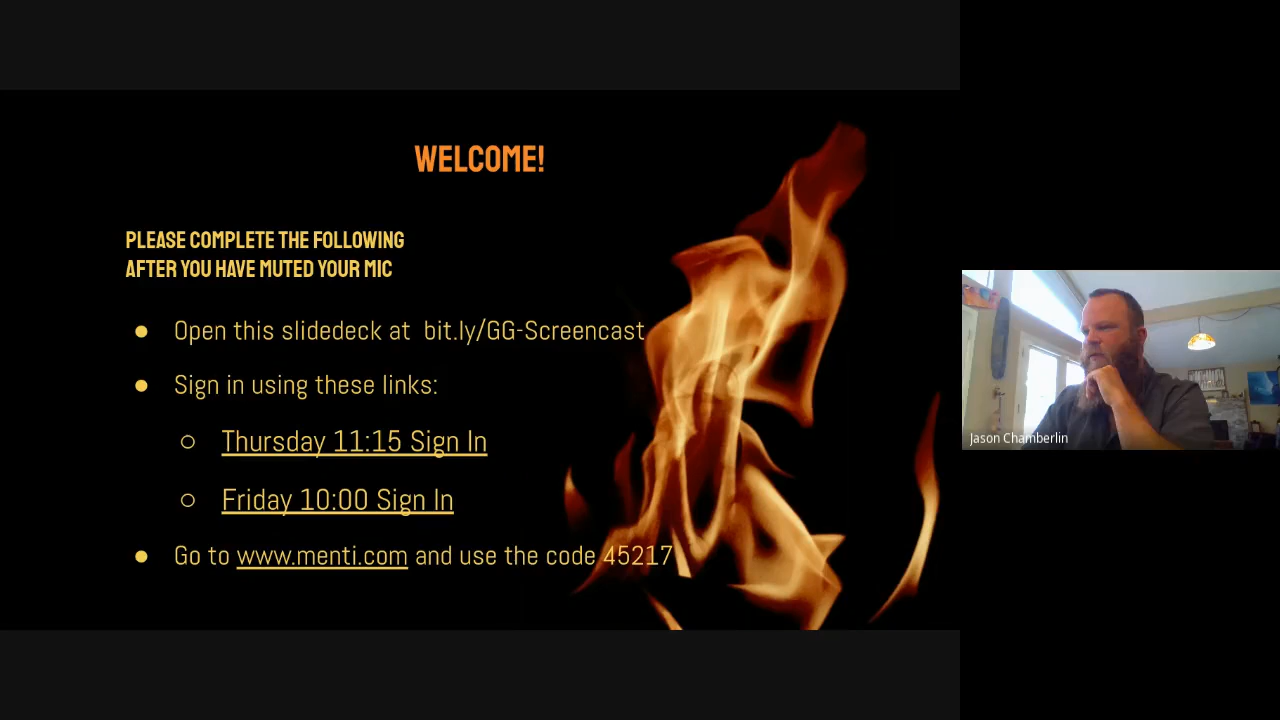 WELCOME!
PLEASE COMPLETE THE FOLLOWING
AFTER YOU HAVE MUTED YOUR MIC
● Open this slidedeck at bit.ly/GG-Screencast
● Sign in using these links:
○ Thursday 11:15 Sign In
○ Friday 10:00 Sign In
● Go to www.menti.com and use the code 45217
Jason Chamberlin